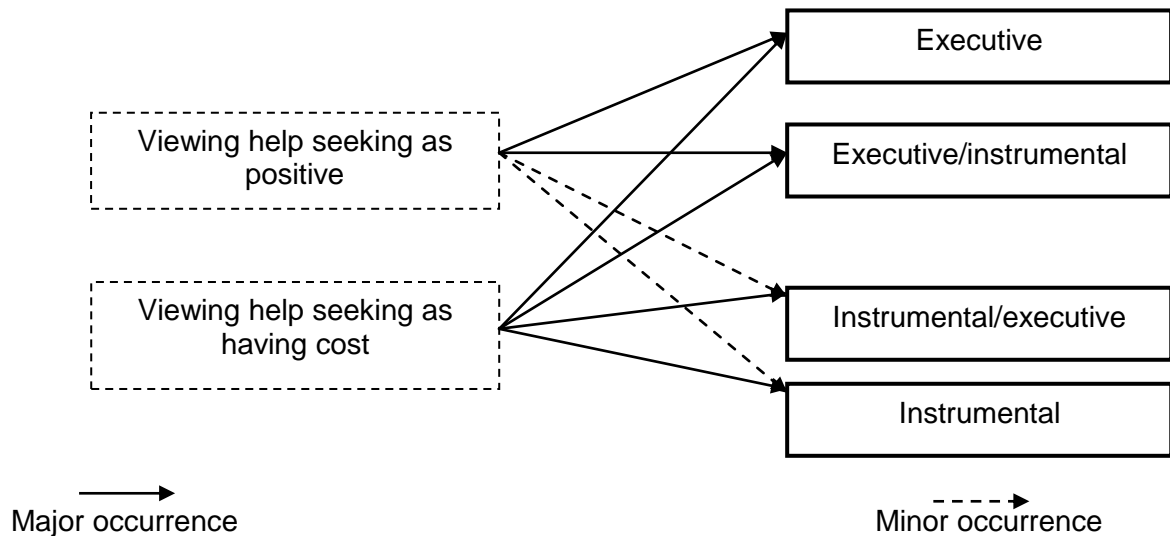 Executive
Viewing help seeking as
positive
Executive/instrumental
Viewing help seeking as
having cost
Instrumental/executive
Instrumental
Major occurrence
Minor occurrence